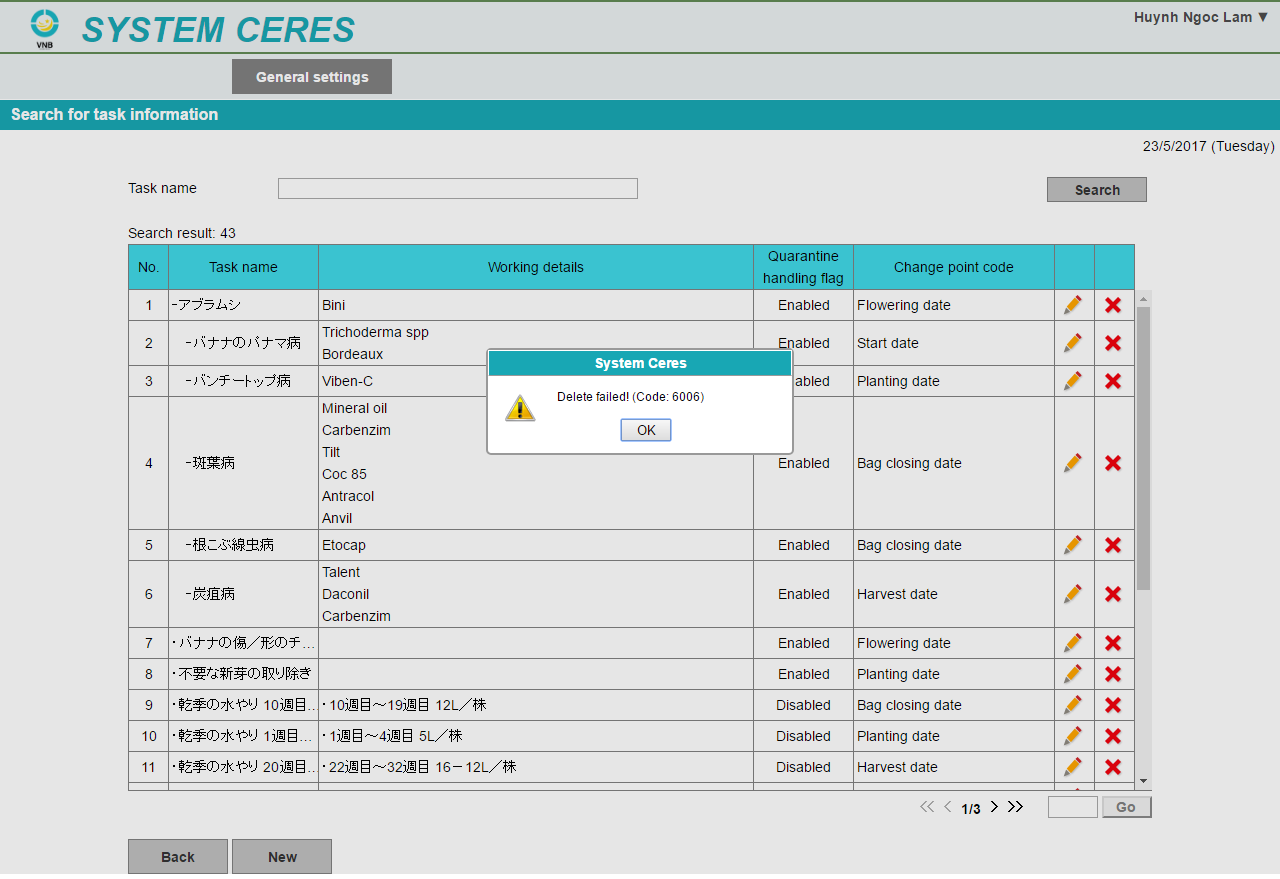 VNB
SYSTEM CERES
Huynh Ngoc Lam ▼
General settings
Search for task information
23/5/2017 (Tuesday)
Task name
Search
Search result: 43
No. Task name Working details Quarantine handling flag Change point code
1 -アブラムシ Bini Enabled Flowering date
2 -バナナのパナマ病 Trichoderma spp Enabled Start date
Bordeaux
3 -バンチートップ病 Viben-C abled Planting date
System Ceres
Delete failed! (Code: 6006)
OK
4 -斑葉病 Mineral oil Enabled Bag closing date
Carbenzim
Tilt
Coc 85
Antracol
Anvil
5 -根こぶ線虫病 Etocap Enabled Bag closing date
6 -炭疽病 Talent Enabled Harvest date
Daconil
Carbenzim
7 ・バナナの傷／形のチ... Enabled Flowering date
8 ・不要な新芽の取り除き Enabled Planting date
9 ・乾季の水やり 10週目... ・10週目～19週目 12L／株 Disabled Bag closing date
10 ・乾季の水やり 1週目... ・1週目～4週目 5L／株 Disabled Planting date
11 ・乾季の水やり 20週目... ・22週目～32週目 16－12L／株 Disabled Harvest date
<< < 1/3 > >> Go
Back New